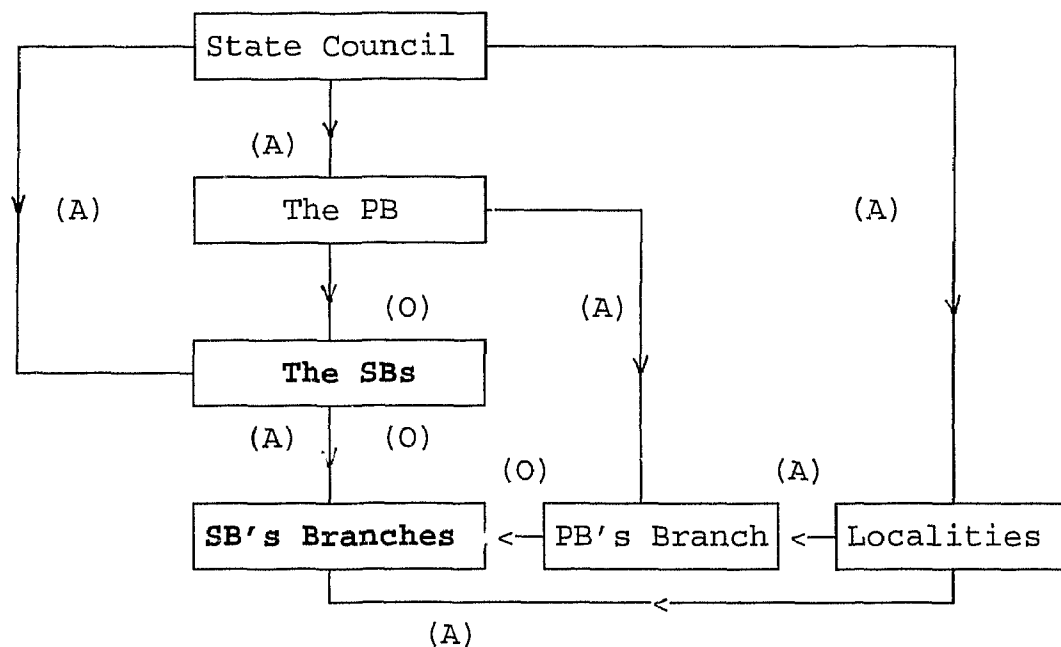 State Council
(A)
The PB
(A)
(A)
(O)
(A)
The SBs
(A)
(O)
(O)
(A)
SB's Branches
PB's Branch
Localities
(A)